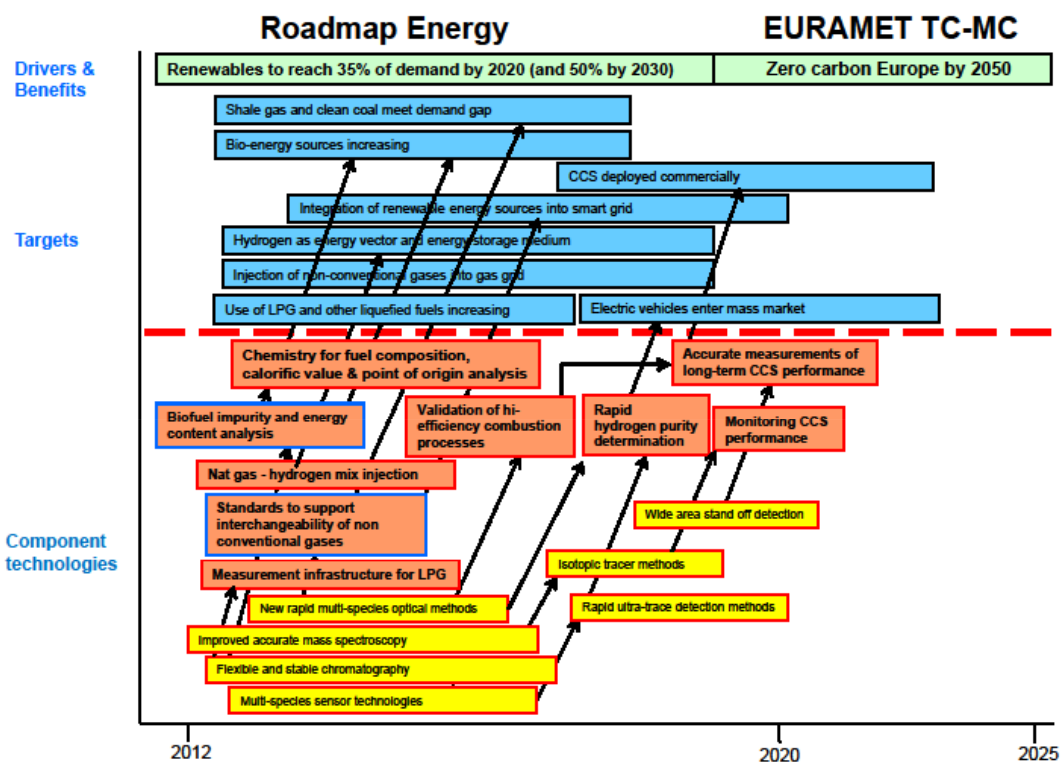 Roadmap Energy
EURAMET TC-MC
Drivers &
Benefits
Renewables to reach 35% of demand by 2020 (and 50% by 2030)
Zero carbon Europe by 2050
Shale gas and clean coal meet demand gap
Bio-energy sources increasing
CCS deployed commercially
Integration of renewable energy sources into smart grid
Targets
Hydrogen as energy vector and energy storage medium
Injection of non-conventional gases into gas grid
Use of LPG and other liquefied fuels increasing
Electric vehicles enter mass market
Chemistry for fuel composition,
calorific value & point of origin analysis
Accurate measurements of
long-term CCS performance
Biofuel impurity and energy
content analysis
Validation of hi-
efficiency combustion
processes
Rapid
hydrogen purity
determination
Monitoring CCS
performance
Nat gas - hydrogen mix injection
Standards to support
interchangeability of non
conventional gases
Wide area stand off detection
Component
technologies
Measurement infrastructure for LPG
Isotopic tracer methods
New rapid multi-species optical methods
Rapid ultra-trace detection methods
Improved accurate mass spectroscopy
Flexible and stable chromatography
Multi-species sensor technologies
2012
2020
2025